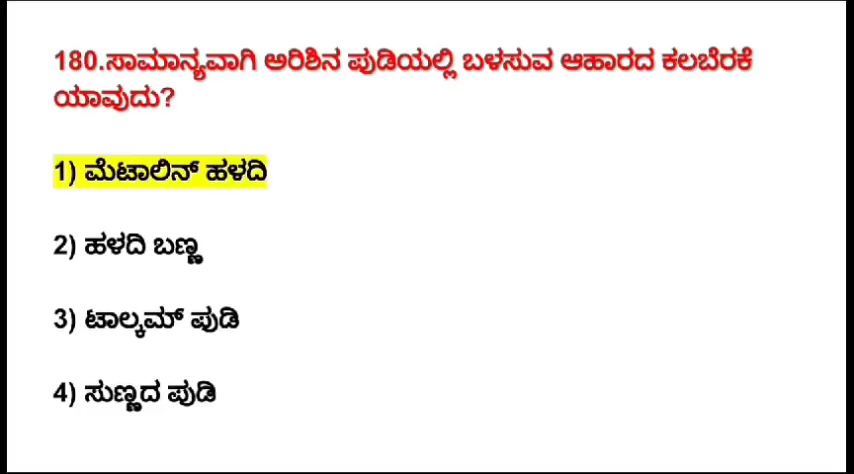 180.ಸಾಮಾನ್ಯವಾಗಿ ಅರಿಶಿನ ಪುಡಿಯಲ್ಲಿ ಬಳಸುವ ಆಹಾರದ ಕಲಬೆರಕೆ
ಯಾವುದು?
1) ಮೆಟಾಲಿನ್ ಹಳದಿ
2) ಹಳದಿ ಬಣ್ಣ
3) ಟಾಲ್ಕಮ್ ಪುಡಿ
4) ಸುಣ್ಣದ ಪುಡಿ